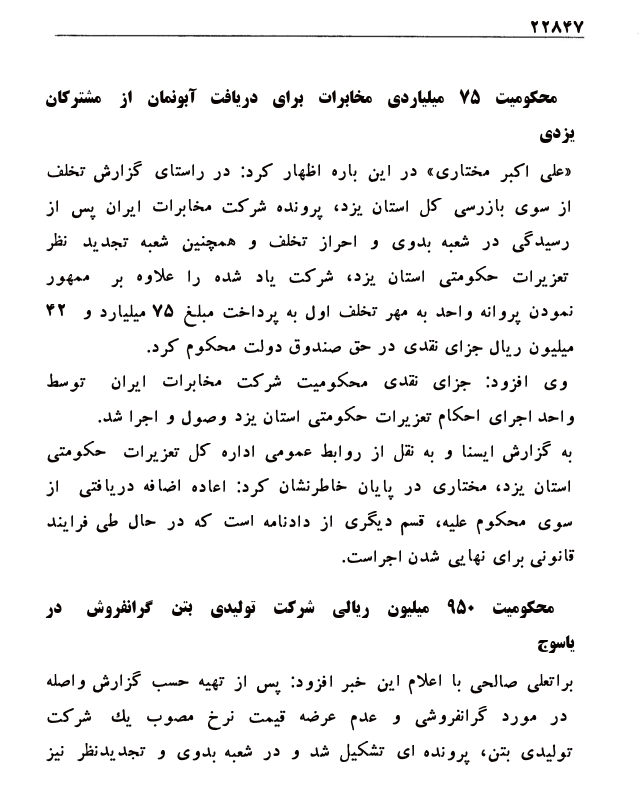 ۲۲۸۴۷
محکومیت ۷۵ میلیاردی مخابرات برای دریافت آبونمان از مشترکان
یزدی
«علی اکبر مختاری» در این باره اظهار کرد: در راستای گزارش تخلف
از سوی بازرسی کل استان یزد، پرونده شرکت مخابرات ایران پس از
رسیدگی در شعبه بدوی و احراز تخلف و همچنین شعبه تجدید نظر
تعزیرات حکومتی استان یزد، شرکت یاد شده را علاوه بر ممهور
نمودن پروانه واحد به مهر تخلف اول به پرداخت مبلغ ۷۵ میلیارد و ۴۲
میلیون ریال جزای نقدی در حق صندوق دولت محکوم کرد.
وی افزود: جزای نقدی محکومیت شرکت مخابرات ایران توسط
واحد اجرای احکام تعزیرات حکومتی استان یزد وصول و اجرا شد.
به گزارش ایسنا و به نقل از روابط عمومی اداره کل تعزیرات حکومتی
استان یزد، مختاری در پایان خاطرنشان کرد: اعاده اضافه دریافتی از
سوی محکوم علیه، قسم دیگری از دادنامه است که در حال طی فرایند
قانونی برای نهایی شدن اجراست.
محکومیت ۹۵۰ میلیون ریالی شرکت تولیدی بتن گرانفروش در
یاسوج
براتعلی صالحی با اعلام این خبر افزود: پس از تهیه حسب گزارش واصله
در مورد گرانفروشی و عدم عرضه قیمت نرخ مصوب یك شرکت
تولیدی بتن، پرونده ای تشکیل شد و در شعبه بدوی و تجدیدنظر نیز